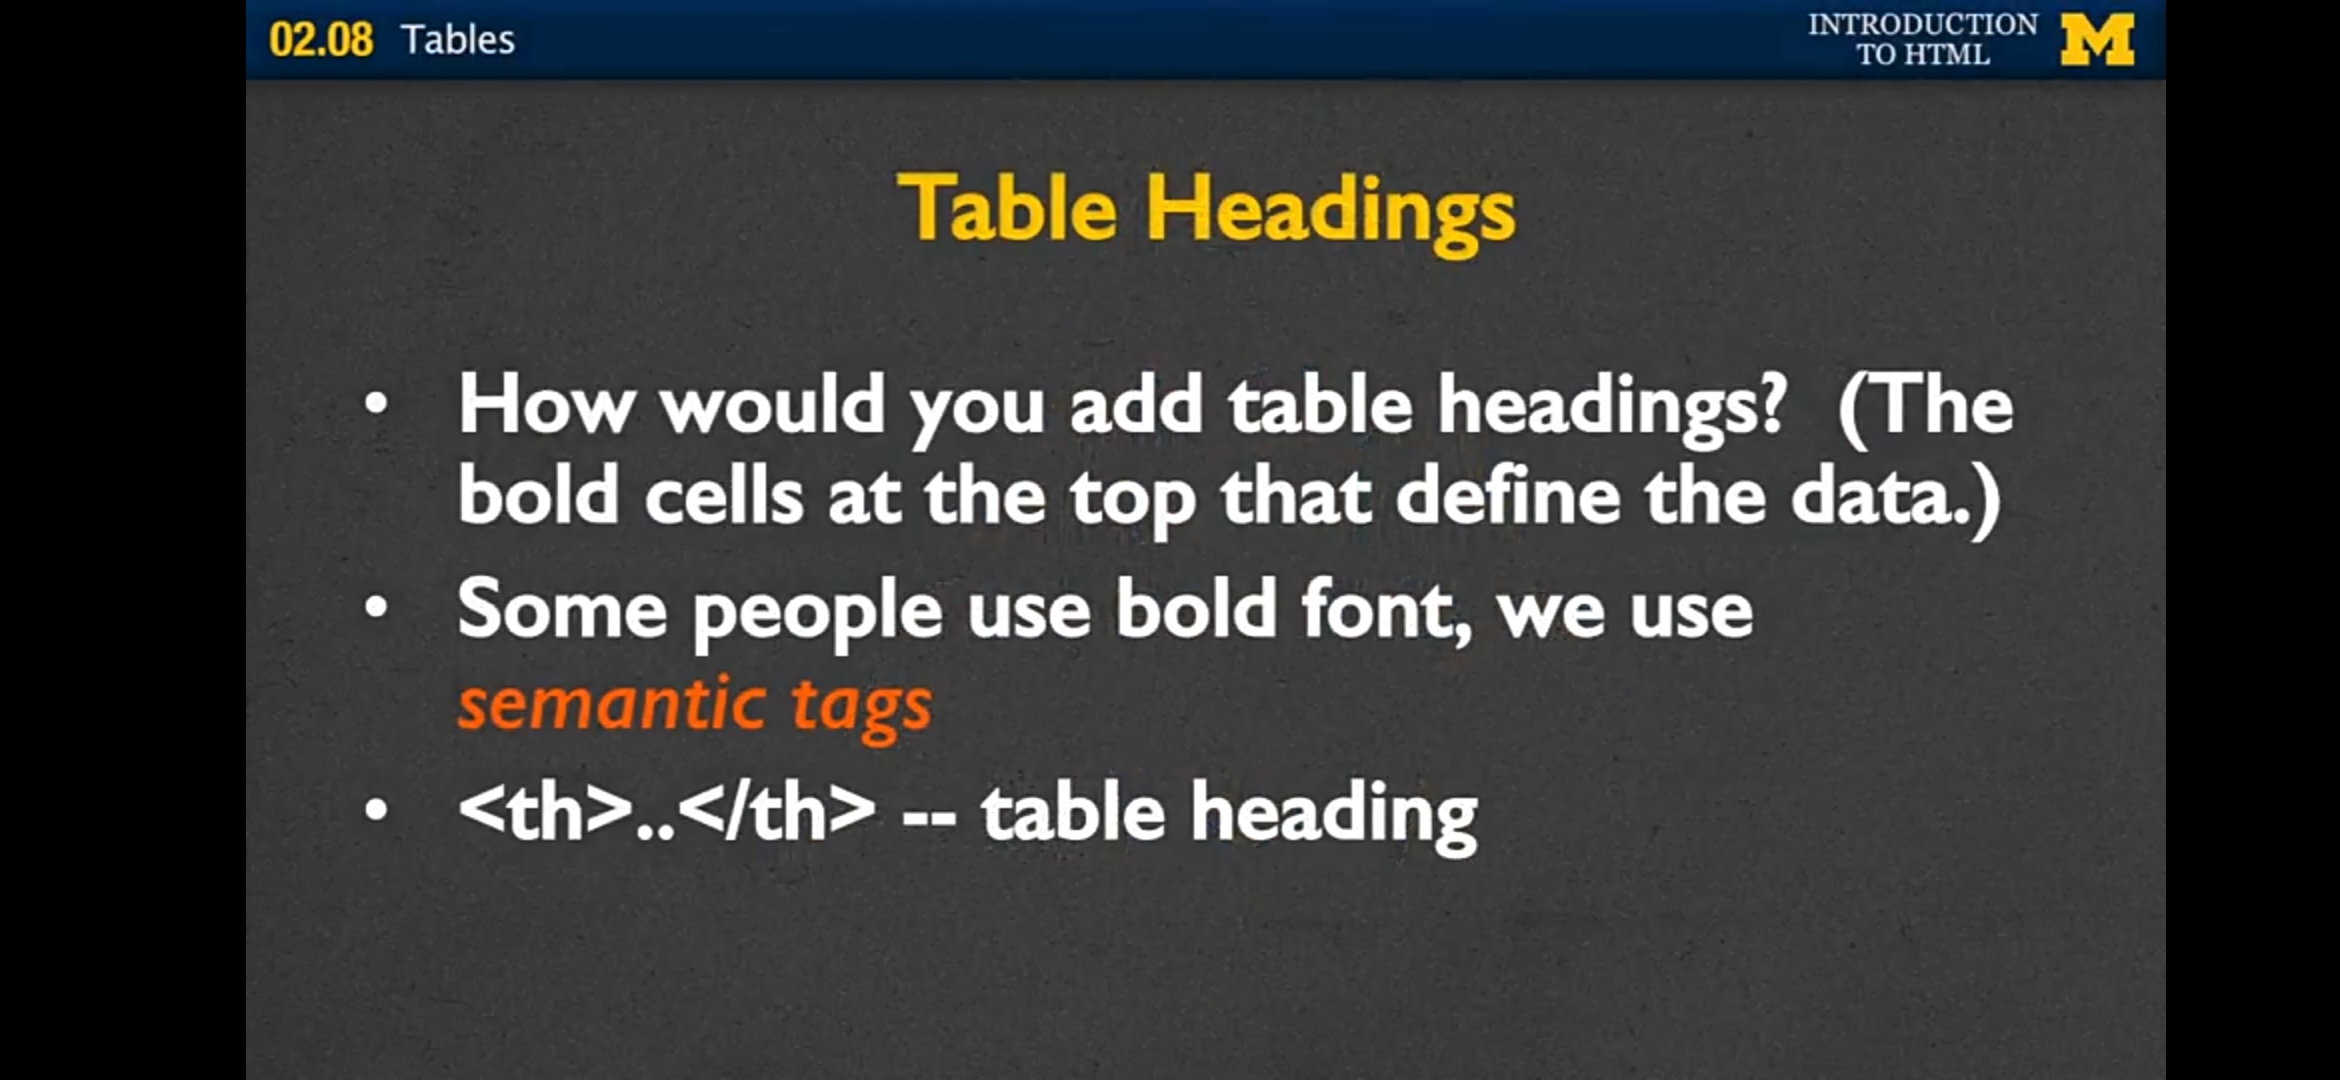 02.08 Tables
INTRODUCTION
TO HTML
M
Table Headings
• How would you add table headings? (The
bold cells at the top that define the data.)
• Some people use bold font, we use
semantic tags
• <th>..</th> -- table heading